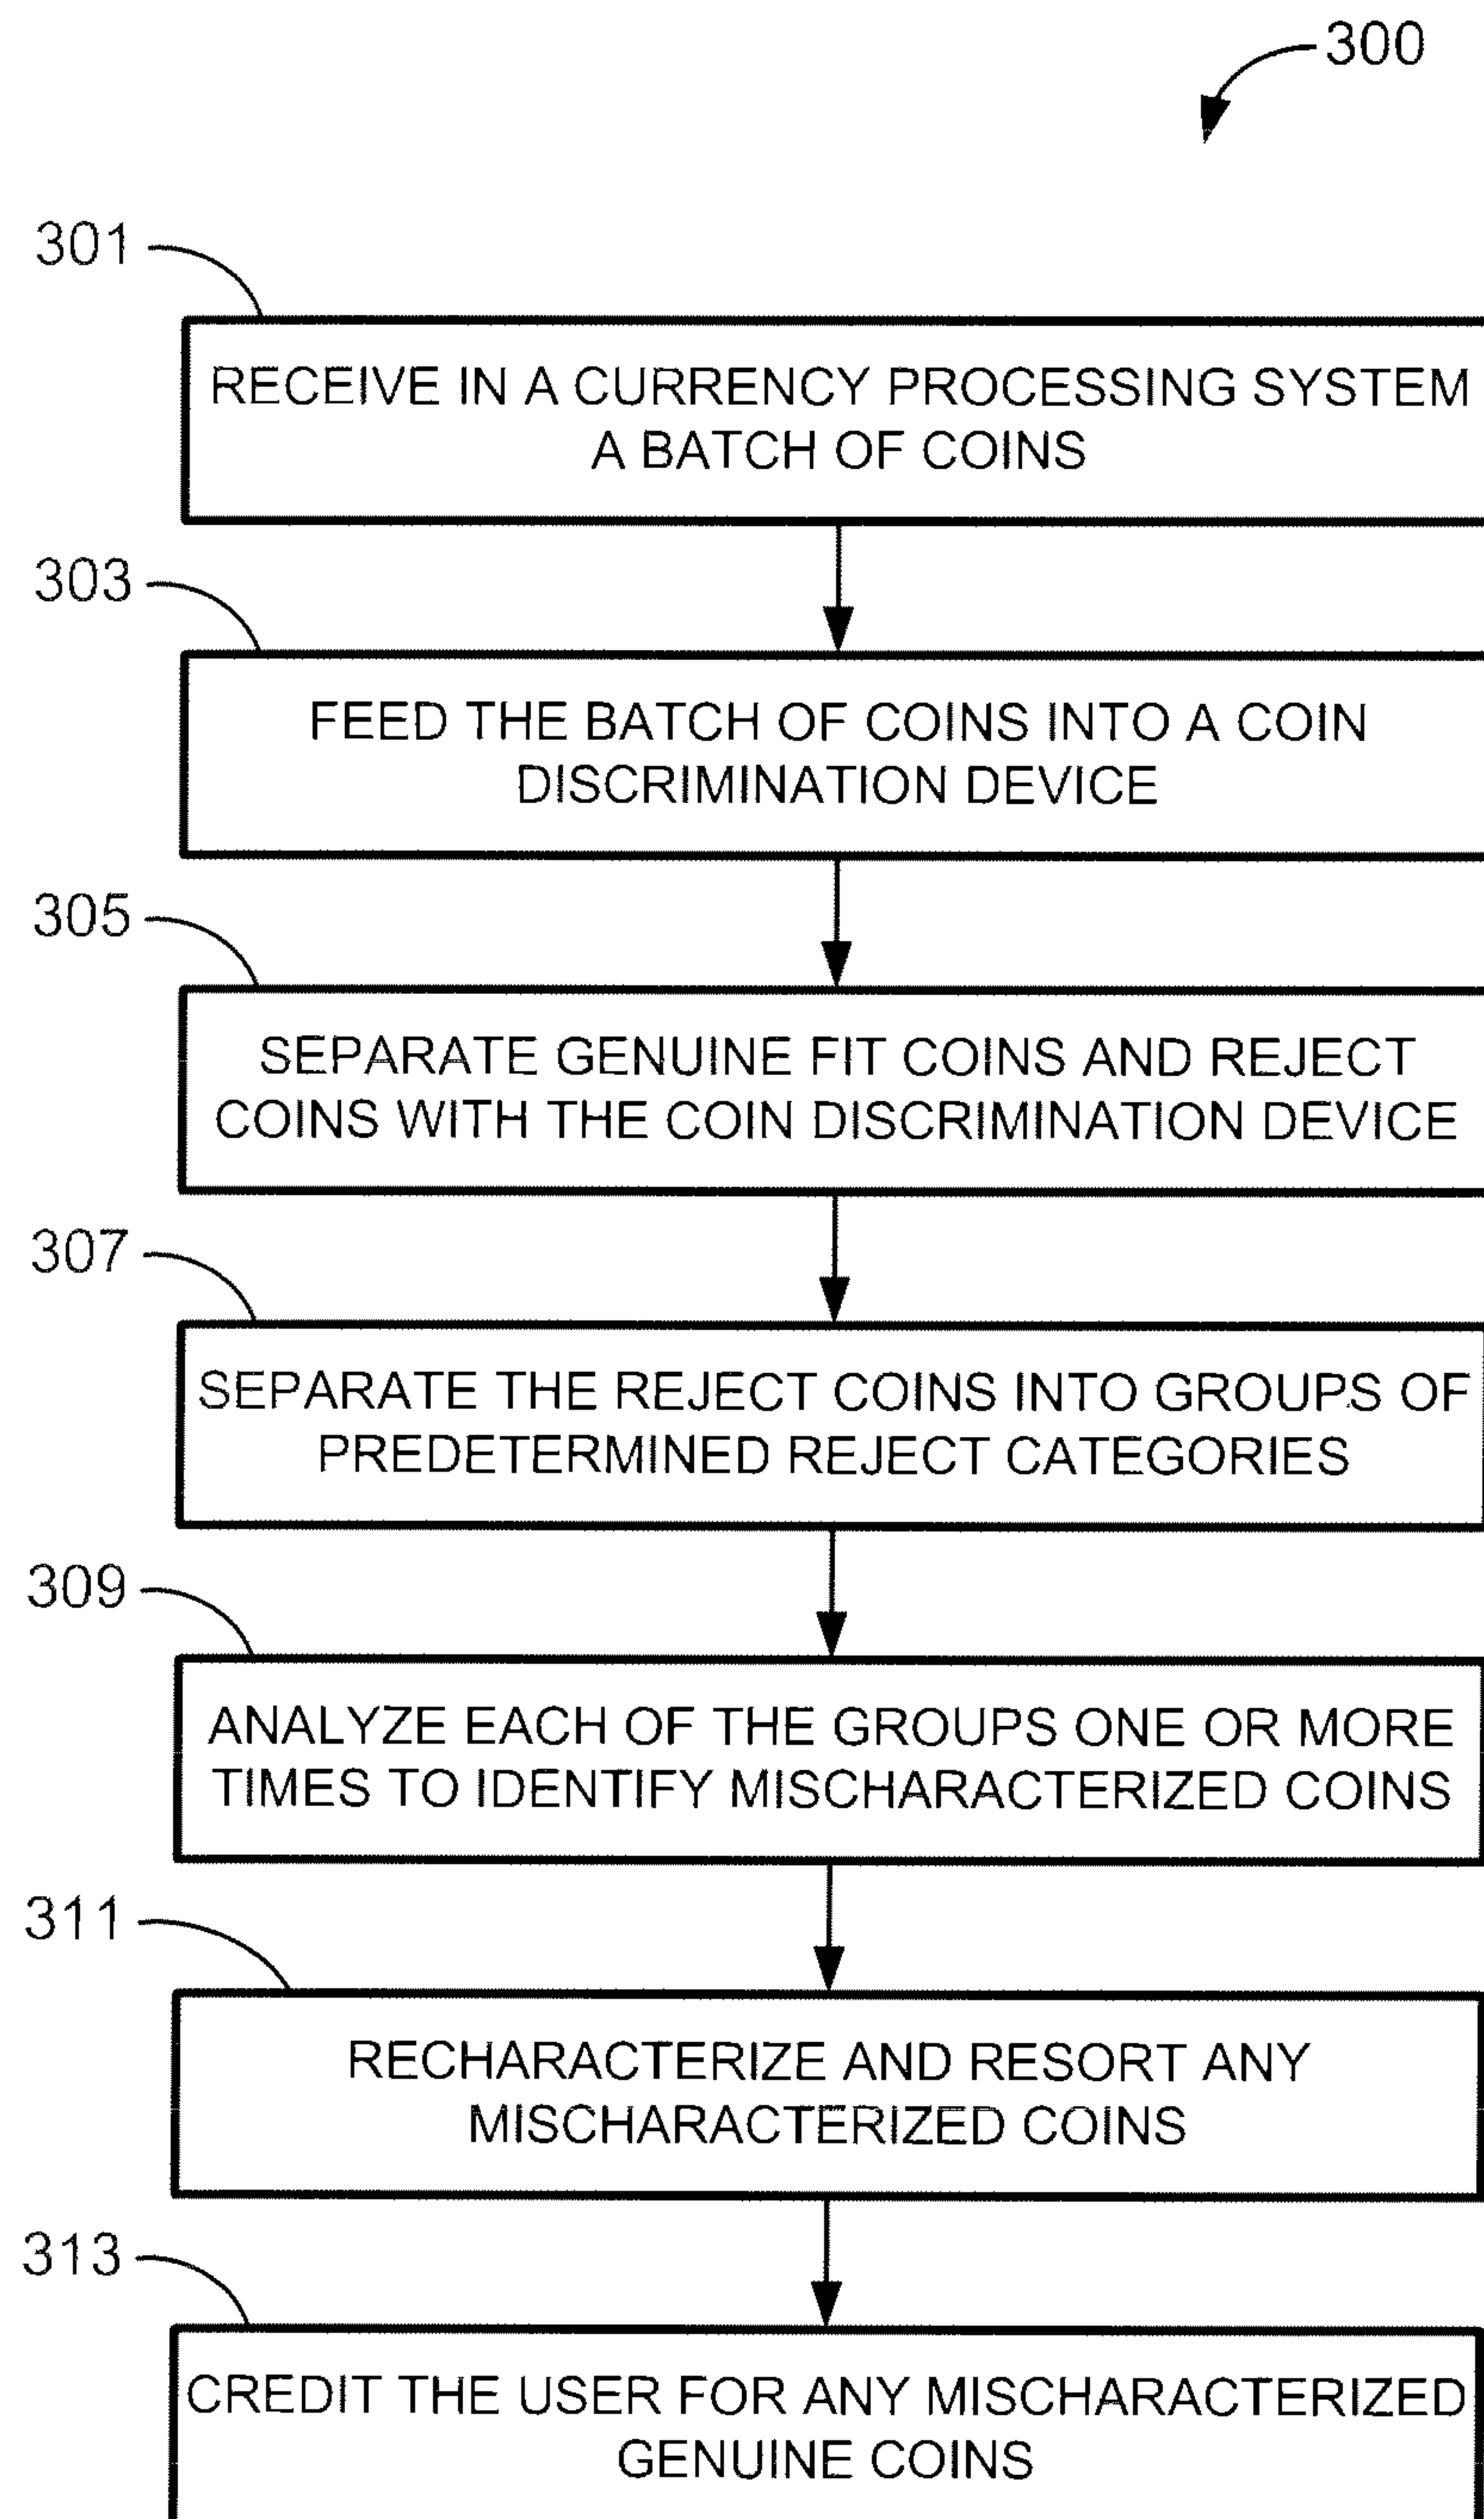 300
301
RECEIVE IN A CURRENCY PROCESSING SYSTEM
A BATCH OF COINS
303
FEED THE BATCH OF COINS INTO A COIN
DISCRIMINATION DEVICE
305
SEPARATE GENUINE FIT COINS AND REJECT
COINS WITH THE COIN DISCRIMINATION DEVICE
307
SEPARATE THE REJECT COINS INTO GROUPS OF
PREDETERMINED REJECT CATEGORIES
309
ANALYZE EACH OF THE GROUPS ONE OR MORE
TIMES TO IDENTIFY MISCHARACTERIZED COINS
311
RECHARACTERIZE AND RESORT ANY
MISCHARACTERIZED COINS
313
CREDIT THE USER FOR ANY MISCHARACTERIZED
GENUINE COINS